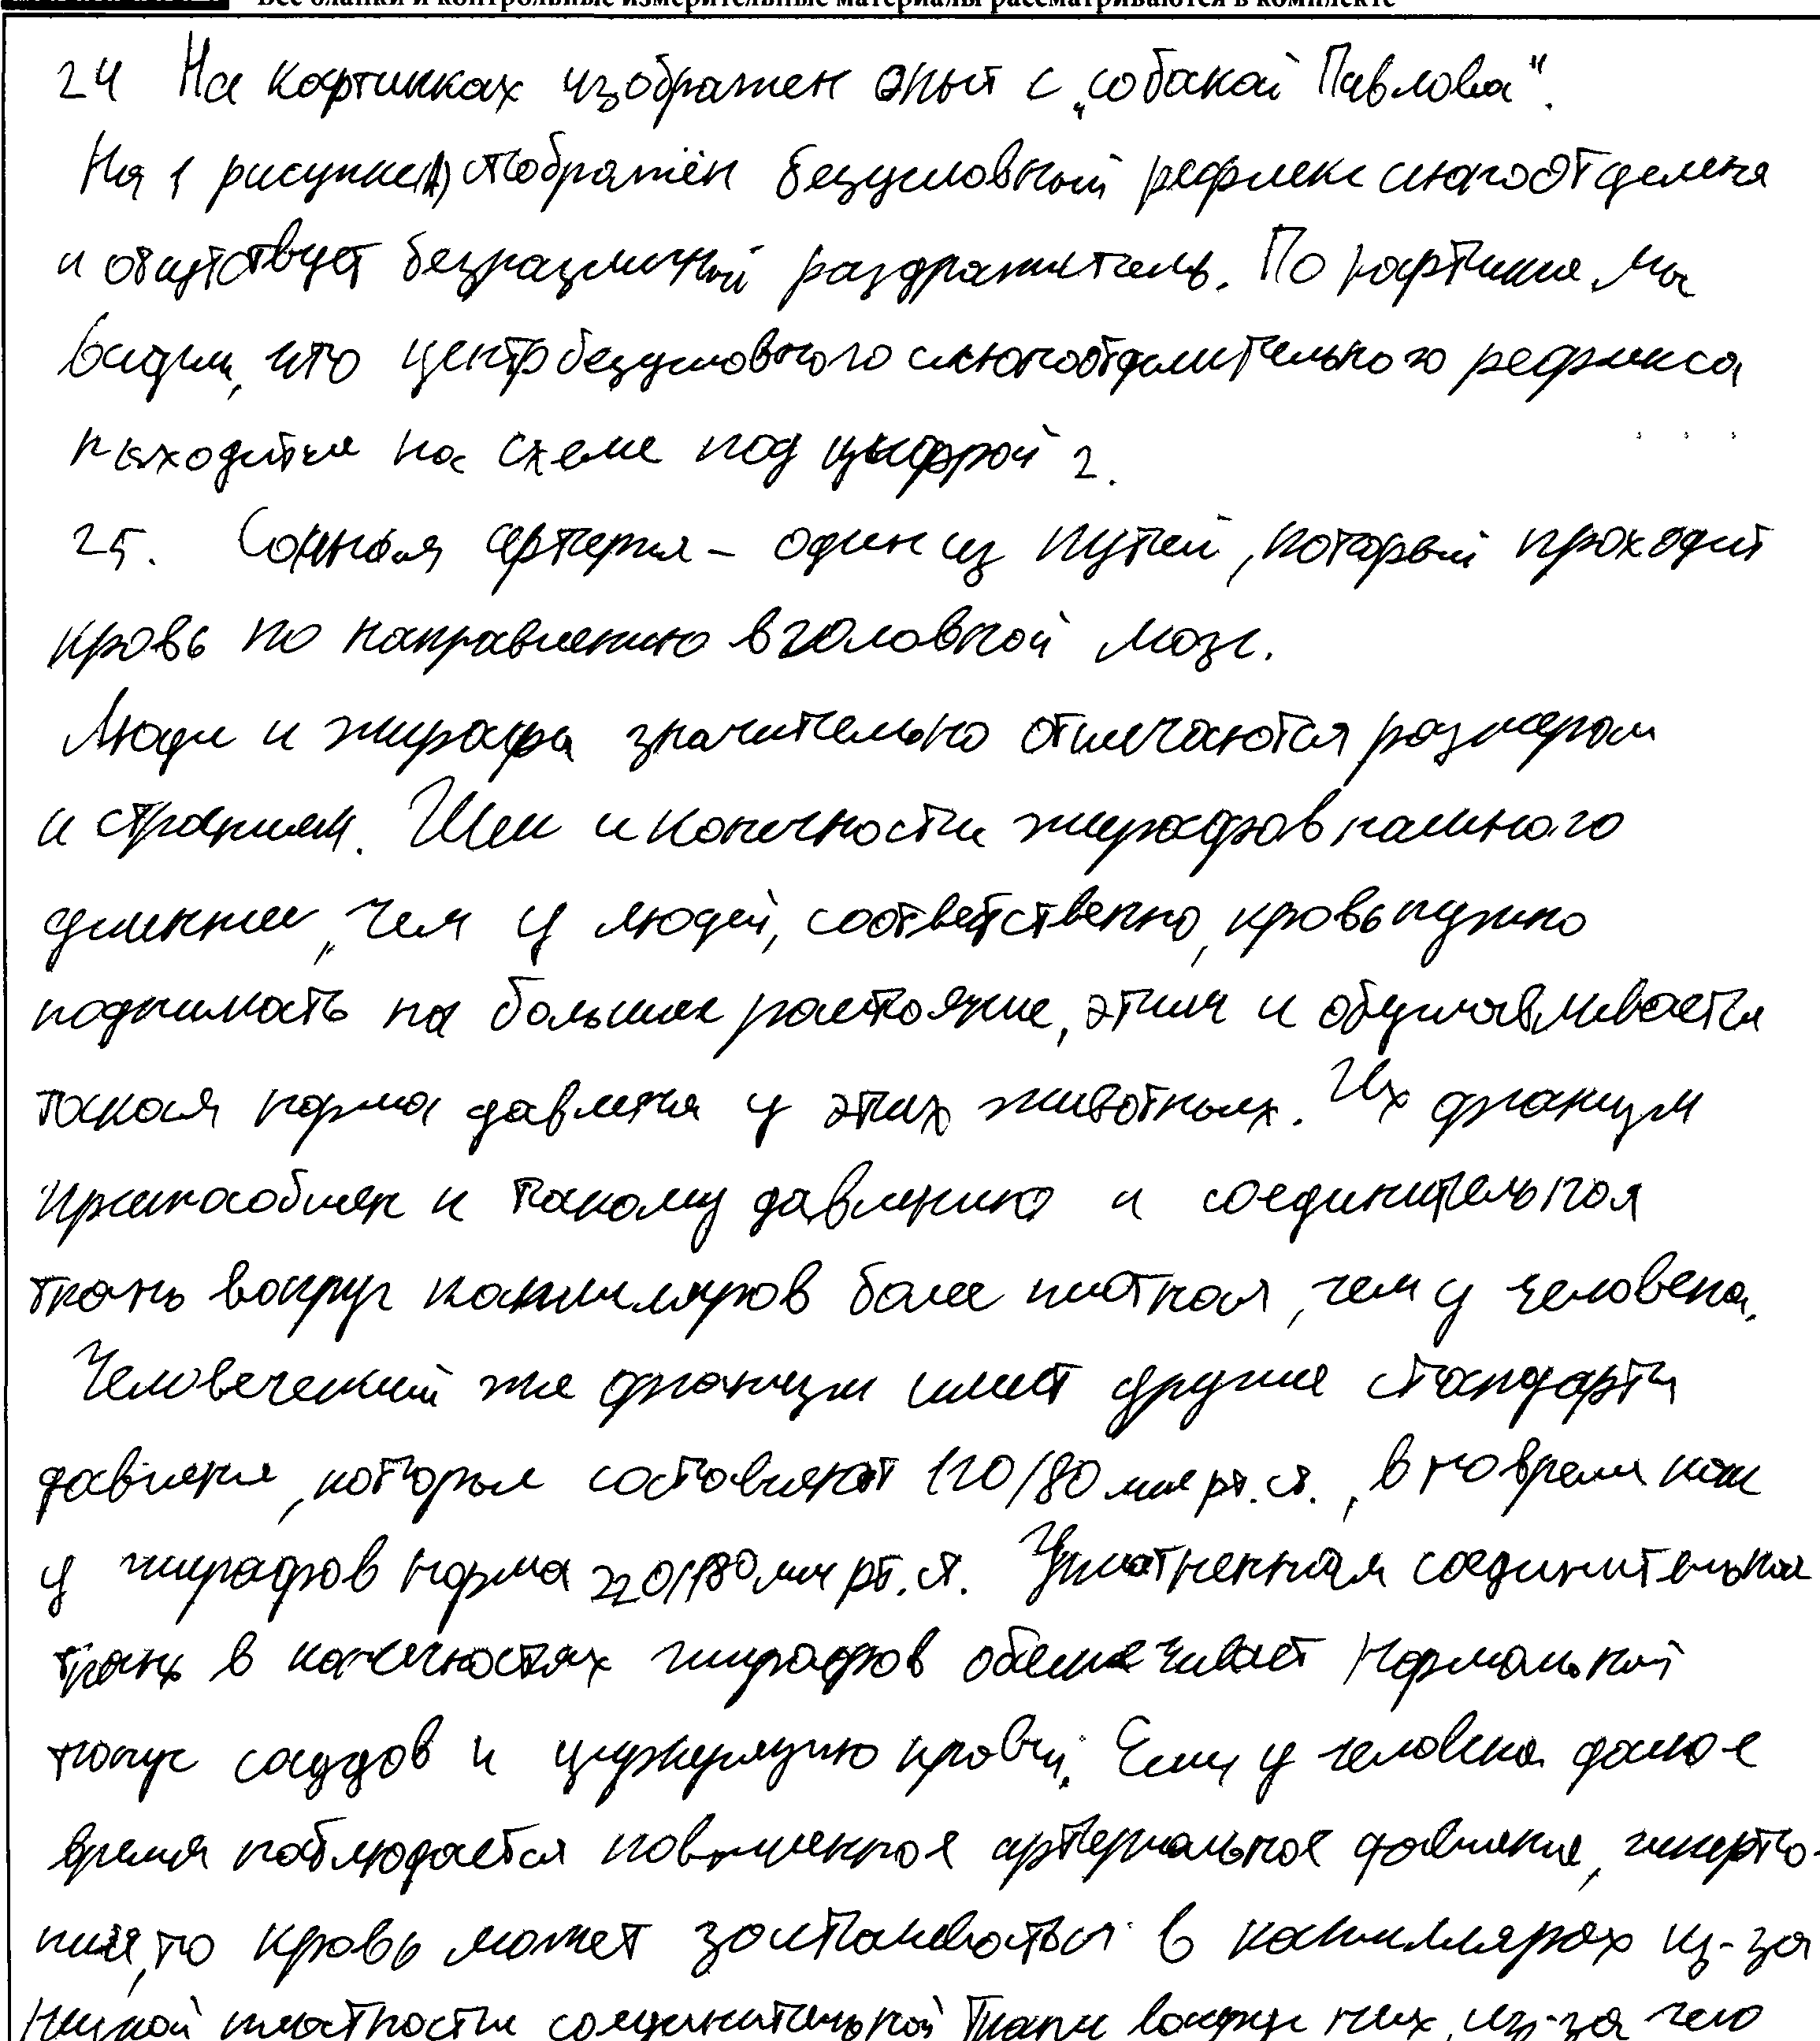 Все бланки и контрольные измерительные материалы рассматриваются в комплекте
24 На картинках изображен опыт с „собакой Павлова".
На 1 рисунке(А) отображён безусловный рефлекс слюноотделеня
и отсутствует безразличный раздражитель. По картинке мы
видим, что центр безусловного слюноотделительного рефлекса
находится на схеме под цифрой 2.
25. Сонная артерия – один из путей, который проходит
кровь по направлению в головной мозг.
Люди и жирафы значительно отличаются размером
и строением. Шеи и конечности жирафов намного
длиннее, чем у людей, соответственно, кровь нужно
поднимать на большее расстояние, этим и обуславливается
такая норма давления у этих животных. Их организм
приспособлен к такому давлению и соединительная
ткань вокруг капилляров более плотная, чем у человека.
Человеческий же организм имеет другие стандарты
давления, которые составляют 120/80 мм рт. ст., в то время как
у жирафов норма 220/180 мм рт. ст. Уплотненная соединительная
ткань в конечностях жирафов обеспечивает нормальный
тонус сосудов и циркуляцию крови. Если у человека долгое
время наблюдается повышенное артериальное давление, гиперто-
ния, то кровь может застаиваться в капиллярах из-за
низкой плотности соединительной ткани вокруг них, из-за чего